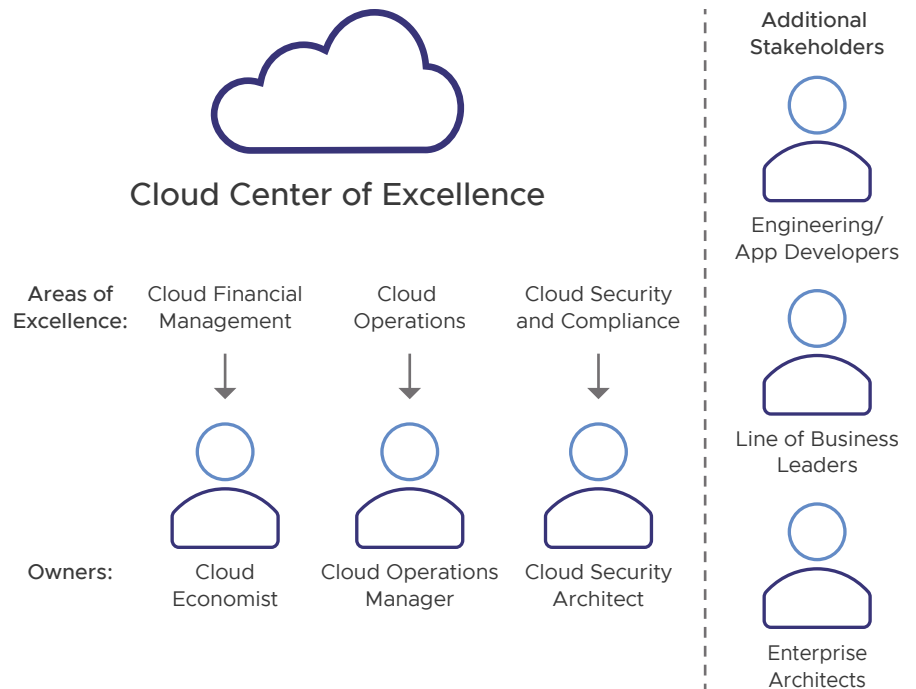 Cloud Center of Excellence
Areas of
Excellence:
Cloud Financial
Management
Cloud
Operations
Cloud Security
and Compliance
Owners:
Cloud
Economist
Cloud Operations
Manager
Cloud Security
Architect
Additional
Stakeholders
Engineering/
App Developers
Line of Business
Leaders
Enterprise
Architects